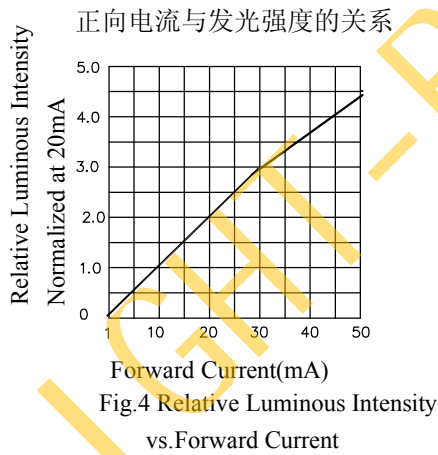 正向电流与发光强度的关系
Relative Luminous Intensity
Normalized at 20mA
5.0
4.0
3.0
2.0
1.0
0
1 10 20 30 40 50
Forward Current(mA)
Fig.4 Relative Luminous Intensity
vs.Forward Current
IGHT-